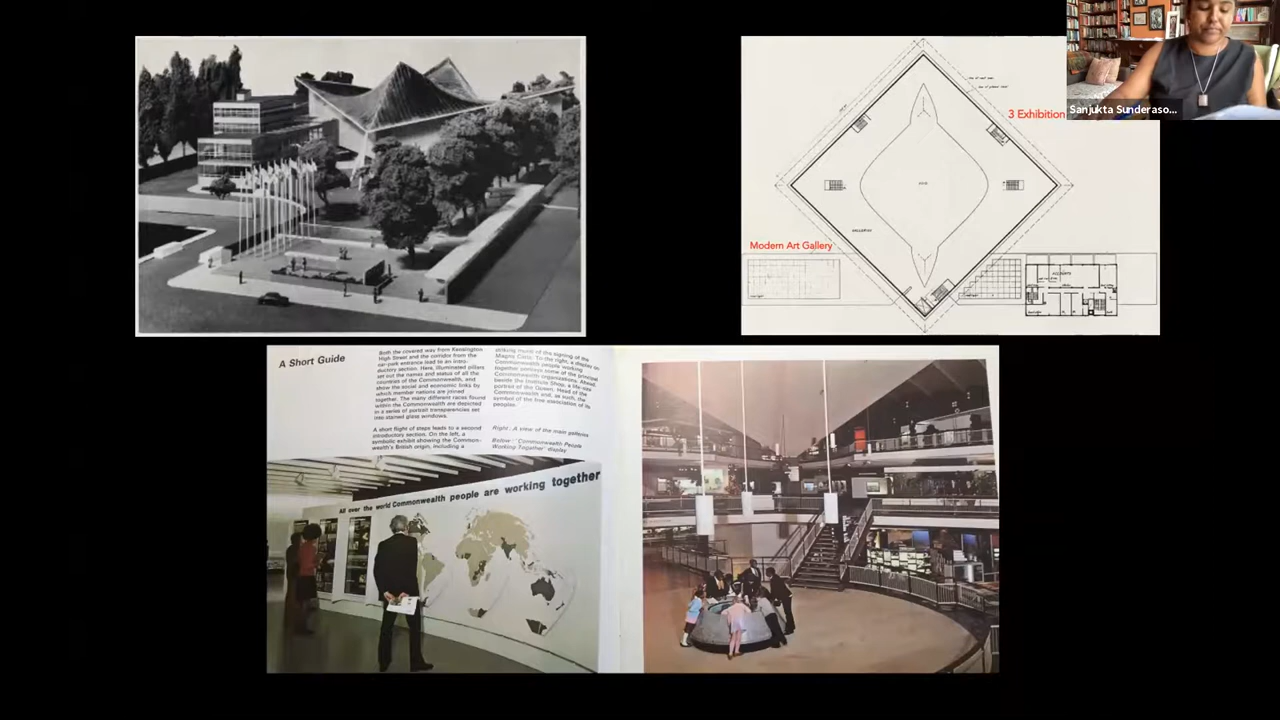 Sanjukta Sunderaso...
3 Exhibition
Modern Art Gallery
VOID
GALLERIES
A Short Guide
Both the covered way from Kensington
High Street and the corridor from the
car-park entrance lead to an intro-
ductory section. Here, illuminated pillars
set out the names and status of all the
countries of the Commonwealth, and
show the social and economic links by
which member nations are joined
together. The many different races found
within the Commonwealth are depicted
in a series of portrait transparencies set
into stained glass windows.
A short flight of steps leads to a second
introductory section. On the left, a
symbolic exhibit showing the Common-
wealth's British origin, including a
striking mural of the signing of the
Magna Carta. To the right, a display on
Commonwealth people working
together portrays some of the principal
Commonwealth organizations. Ahead,
beside the Institute Shop, a life-size
portrait of the Queen, Head of the
Commonwealth and, as such, the
symbol of the free association of its
peoples.
Right: A view of the main galleries
Below: "Commonwealth People
Working Together" display
All over the world Commonwealth people are working together